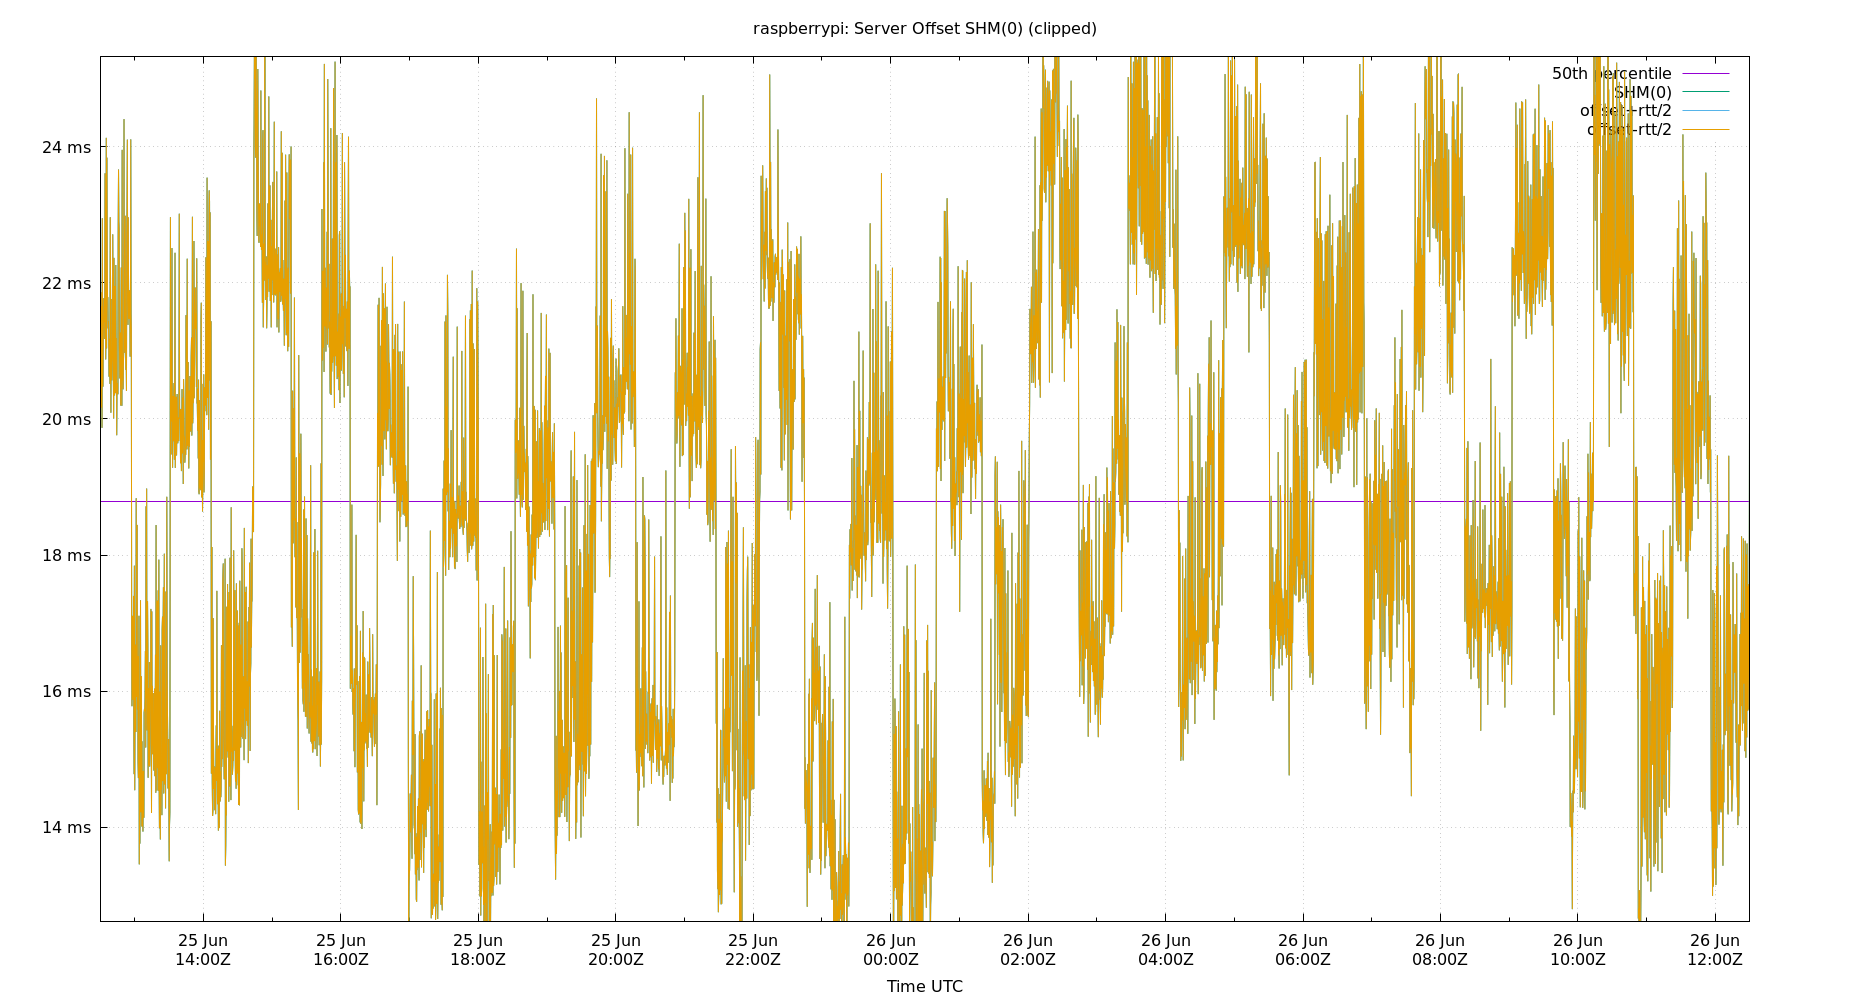 raspberrypi: Server Offset SHM(0) (clipped)
50th percentile
SHM(0)
offset+rtt/2
offset-rtt/2
24 ms
22 ms
20 ms
18 ms
16 ms
14 ms
25 Jun 25 Jun 25 Jun 25 Jun 25 Jun 26 Jun 26 Jun 26 Jun 26 Jun 26 Jun 26 Jun 26 Jun
14:00Z 16:00Z 18:00Z 20:00Z 22:00Z 00:00Z 02:00Z 04:00Z 06:00Z 08:00Z 10:00Z 12:00Z
Time UTC